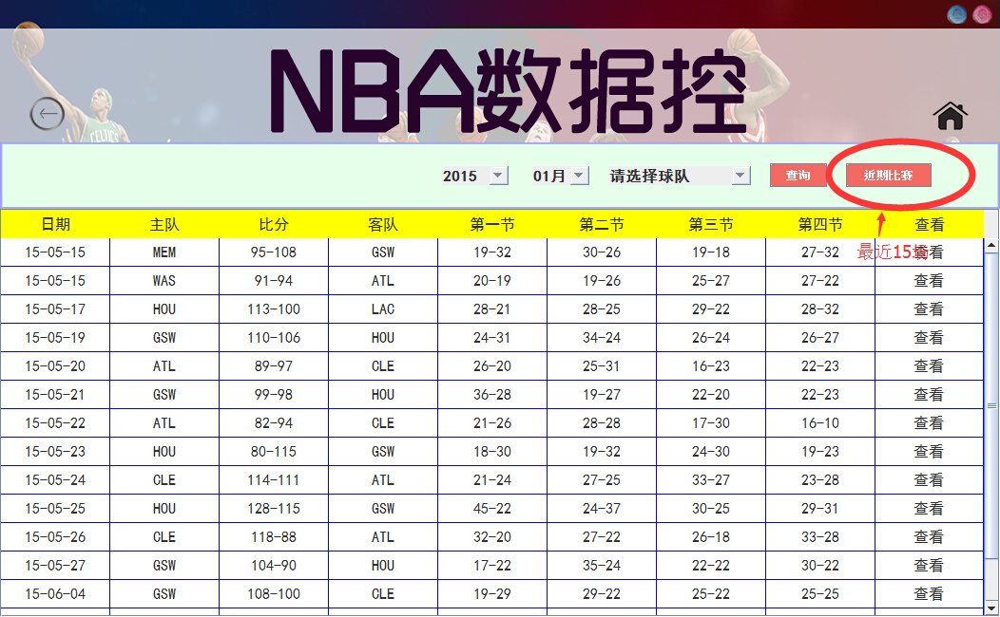 NBA数据控
CELTICS
2015 01月 请选择球队 查询 近期比赛
日期 主队 比分 客队 第一节 第二节 第三节 第四节 查看
最近15场
15-05-15 MEM 95-108 GSW 19-32 30-26 19-18 27-32 查看
15-05-15 WAS 91-94 ATL 20-19 19-26 25-27 27-22 查看
15-05-17 HOU 113-100 LAC 28-21 28-25 29-22 28-32 查看
15-05-19 GSW 110-106 HOU 24-31 34-24 26-24 26-27 查看
15-05-20 ATL 89-97 CLE 26-20 25-31 16-23 22-23 查看
15-05-21 GSW 99-98 HOU 36-28 19-27 22-20 22-23 查看
15-05-22 ATL 82-94 CLE 21-26 28-28 17-30 16-10 查看
15-05-23 HOU 80-115 GSW 18-30 19-32 24-30 19-23 查看
15-05-24 CLE 114-111 ATL 21-24 27-25 33-27 23-28 查看
15-05-25 HOU 128-115 GSW 45-22 24-37 30-25 29-31 查看
15-05-26 CLE 118-88 ATL 32-20 27-22 26-18 33-28 查看
15-05-27 GSW 104-90 HOU 17-22 35-24 22-22 30-22 查看
15-06-04 GSW 108-100 CLE 19-29 29-22 25-22 25-25 查看